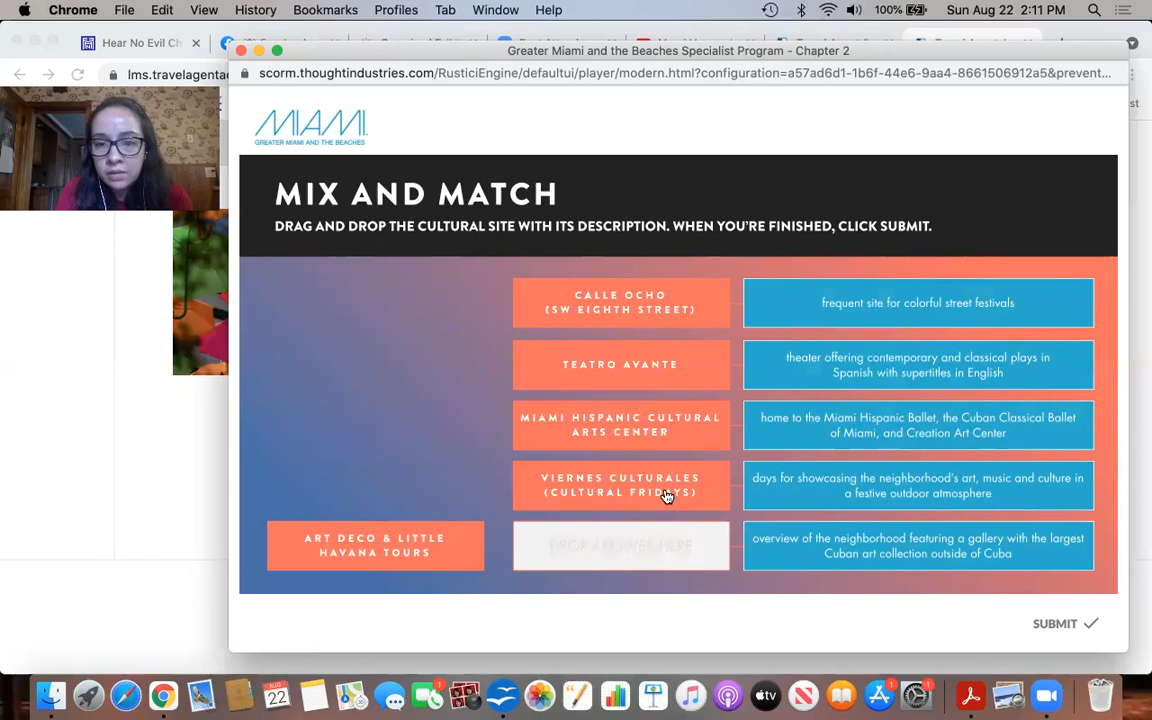 Chrome File Edit View History Bookmarks Profiles Tab Window Help 100% Sun Aug 22 2:11 PM
Hear No Evil Ch
Greater Miami and the Beaches Specialist Program - Chapter 2
lms.travelagentac
scorm.thoughtindustries.com/RusticiEngine/defaultui/player/modern.html?configuration=a57ad6d1-1b6f-44e6-9aa4-8661506912a5&prevent...
MIAMI
GREATER MIAMI AND THE BEACHES
MIX AND MATCH
DRAG AND DROP THE CULTURAL SITE WITH ITS DESCRIPTION. WHEN YOU'RE FINISHED, CLICK SUBMIT.
CALLE OCHO
(SW EIGHTH STREET)
frequent site for colorful street festivals
TEATRO AVANTE
theater offering contemporary and classical plays in
Spanish with supertitles in English
MIAMI HISPANIC CULTURAL
ARTS CENTER
home to the Miami Hispanic Ballet, the Cuban Classical Ballet
of Miami, and Creation Art Center
VIERNES CULTURALES
(CULTURAL FRIDAYS)
days for showcasing the neighborhood's art, music and culture in
a festive outdoor atmosphere
ART DECO & LITTLE
HAVANA TOURS
DROP ANSWER HERE
overview of the neighborhood featuring a gallery with the largest
Cuban art collection outside of Cuba
SUBMIT
AUG
22
tv
1
1